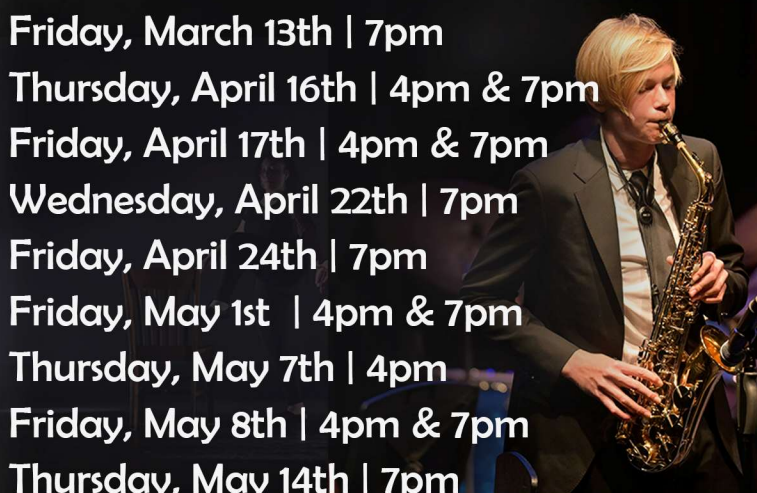 Friday, March 13th | 7pm
Thursday, April 16th | 4pm & 7pm
Friday, April 17th | 4pm & 7pm
Wednesday, April 22th | 7pm
Friday, April 24th | 7pm
Friday, May 1st | 4pm & 7pm
Thursday, May 7th | 4pm
Friday, May 8th | 4pm & 7pm
Thursday, May 14th | 7pm